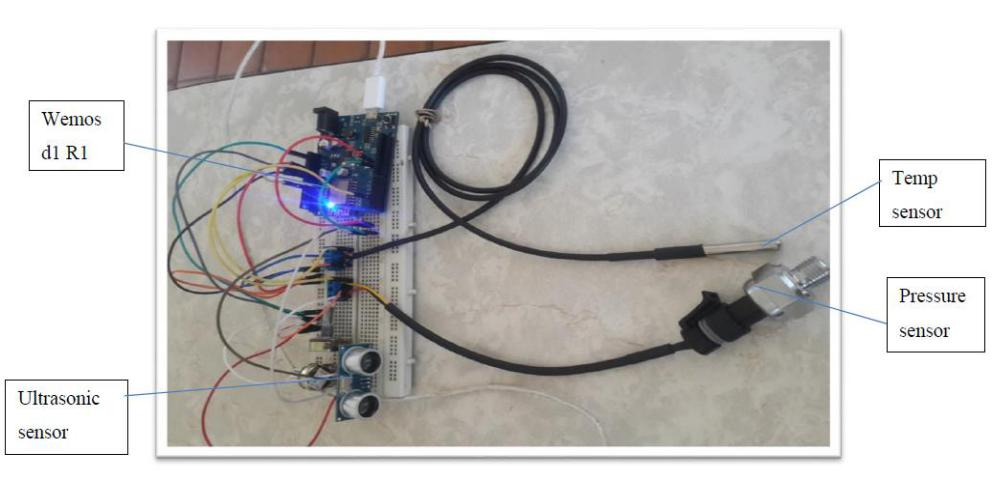 Wemos
d1 R1
Temp
sensor
Pressure
sensor
Ultrasonic
sensor